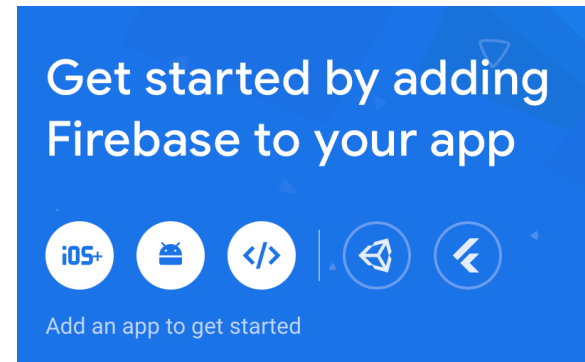 Get started by adding
Firebase to your app
iOS+
</>
Add an app to get started